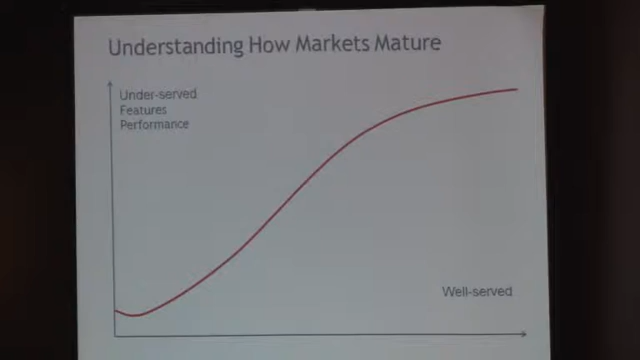 Understanding How Markets Mature
Under-served
Features
Performance
Well-served